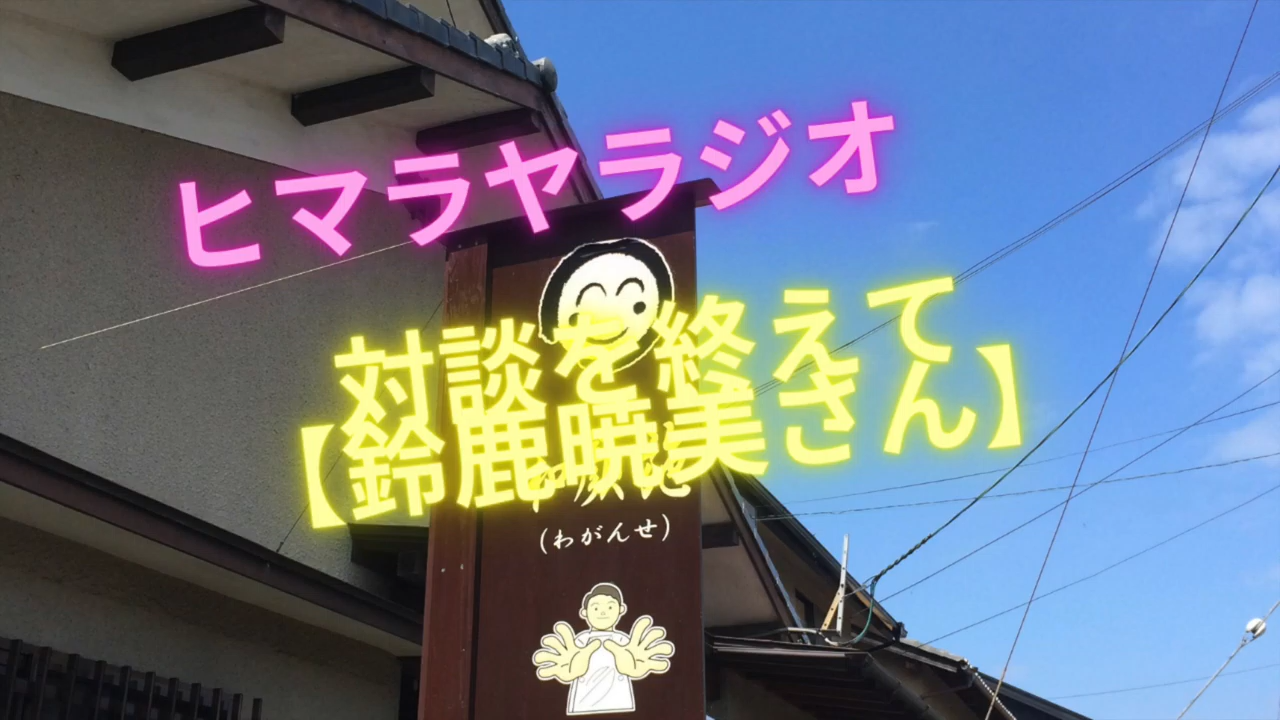 ヒマラヤラジオ
対談を終えて
【鈴鹿暁美さん】
(わがんせ)